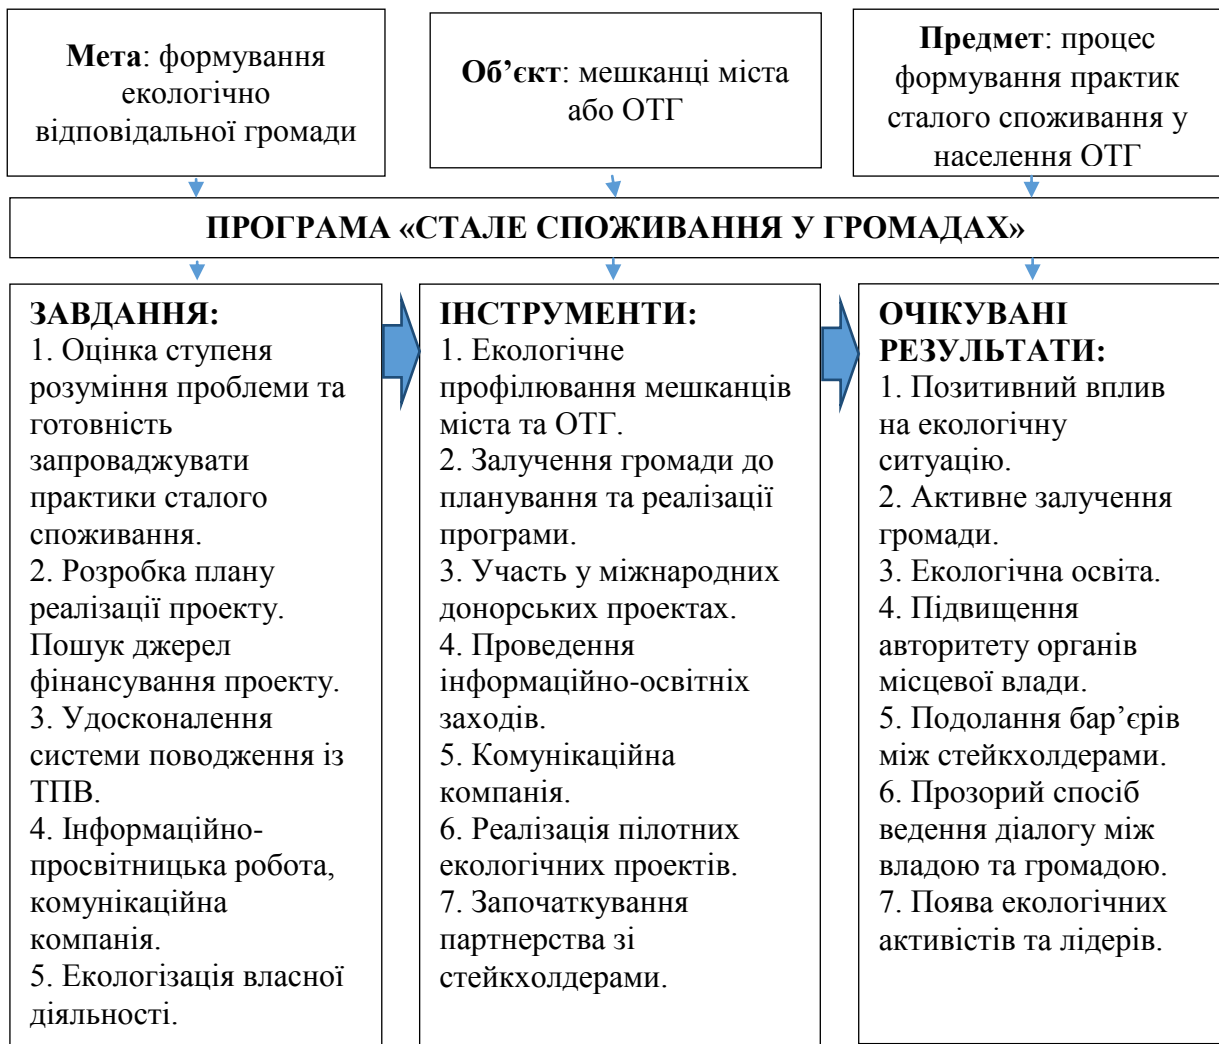 Мета: формування
екологічно
відповідальної громади
Об’єкт: мешканці міста
або ОТГ
Предмет: процес
формування практик
сталого споживання у
населення ОТГ
ПРОГРАМА «СТАЛЕ СПОЖИВАННЯ У ГРОМАДАХ»
ЗАВДАННЯ:
1. Оцінка ступеня
розуміння проблеми та
готовність
запроваджувати
практики сталого
споживання.
2. Розробка плану
реалізації проекту.
Пошук джерел
фінансування проекту.
3. Удосконалення
системи поводження із
ТПВ.
4. Інформаційно-
просвітницька робота,
комунікаційна
компанія.
5. Екологізація власної
діяльності.
ІНСТРУМЕНТИ:
1. Екологічне
профілювання мешканців
міста та ОТГ.
2. Залучення громади до
планування та реалізації
програми.
3. Участь у міжнародних
донорських проектах.
4. Проведення
інформаційно-освітніх
заходів.
5. Комунікаційна
компанія.
6. Реалізація пілотних
екологічних проектів.
7. Започаткування
партнерства зі
стейкхолдерами.
ОЧІКУВАНІ
РЕЗУЛЬТАТИ:
1. Позитивний вплив
на екологічну
ситуацію.
2. Активне залучення
громади.
3. Екологічна освіта.
4. Підвищення
авторитету органів
місцевої влади.
5. Подолання бар’єрів
між стейкхолдерами.
6. Прозорий спосіб
ведення діалогу між
владою та громадою.
7. Поява екологічних
активістів та лідерів.